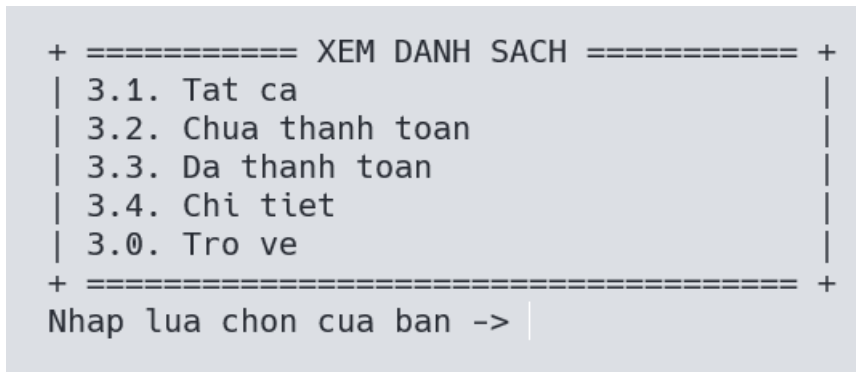 + =========== XEM DANH SACH =========== +
| 3.1. Tat ca                           |
| 3.2. Chua thanh toan                  |
| 3.3. Da thanh toan                    |
| 3.4. Chi tiet                         |
| 3.0. Tro ve                           |
+ ===================================== +
Nhap lua chon cua ban ->